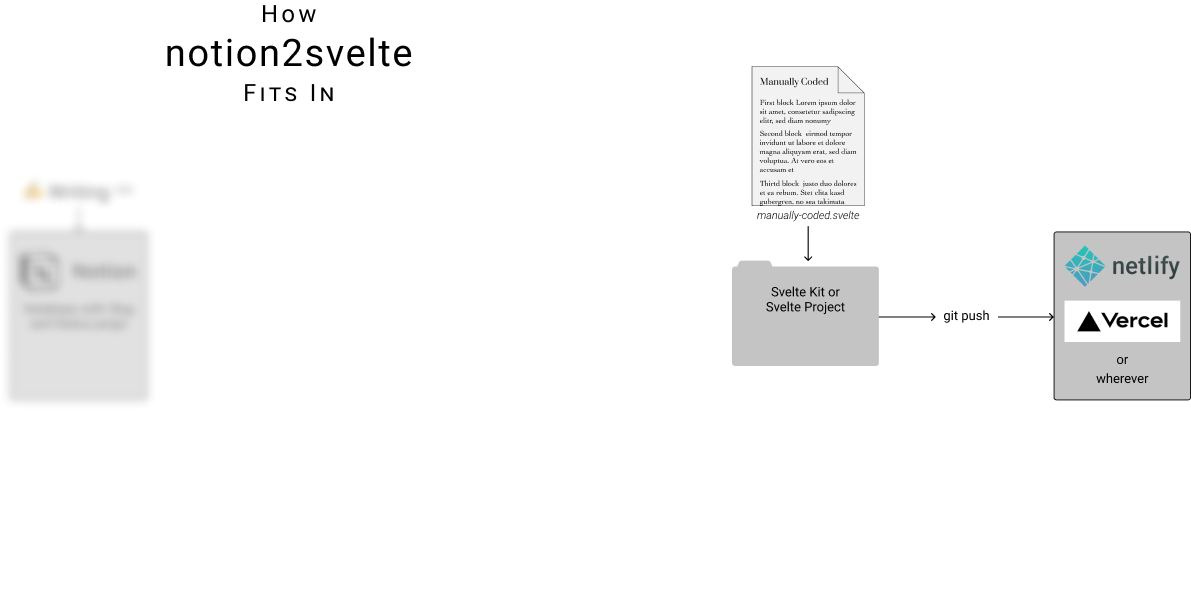 How
notion2svelte
Fits In
Writing
Notion
Manually Coded
First block Lorem ipsum dolor
sit amet, consetetur sadipscing
elitr, sed diam nonumy
Second block eirmod tempor
invidunt ut labore et dolore
magna aliquyam erat, sed diam
voluptua. At vero eos et
accusam et
Thirtd block justo duo dolores
et ea rebum. Stet clita kasd
gubergren, no sea takimata
manually-coded.svelte
Svelte Kit or
Svelte Project
git push
netlify
Vercel
or
wherever